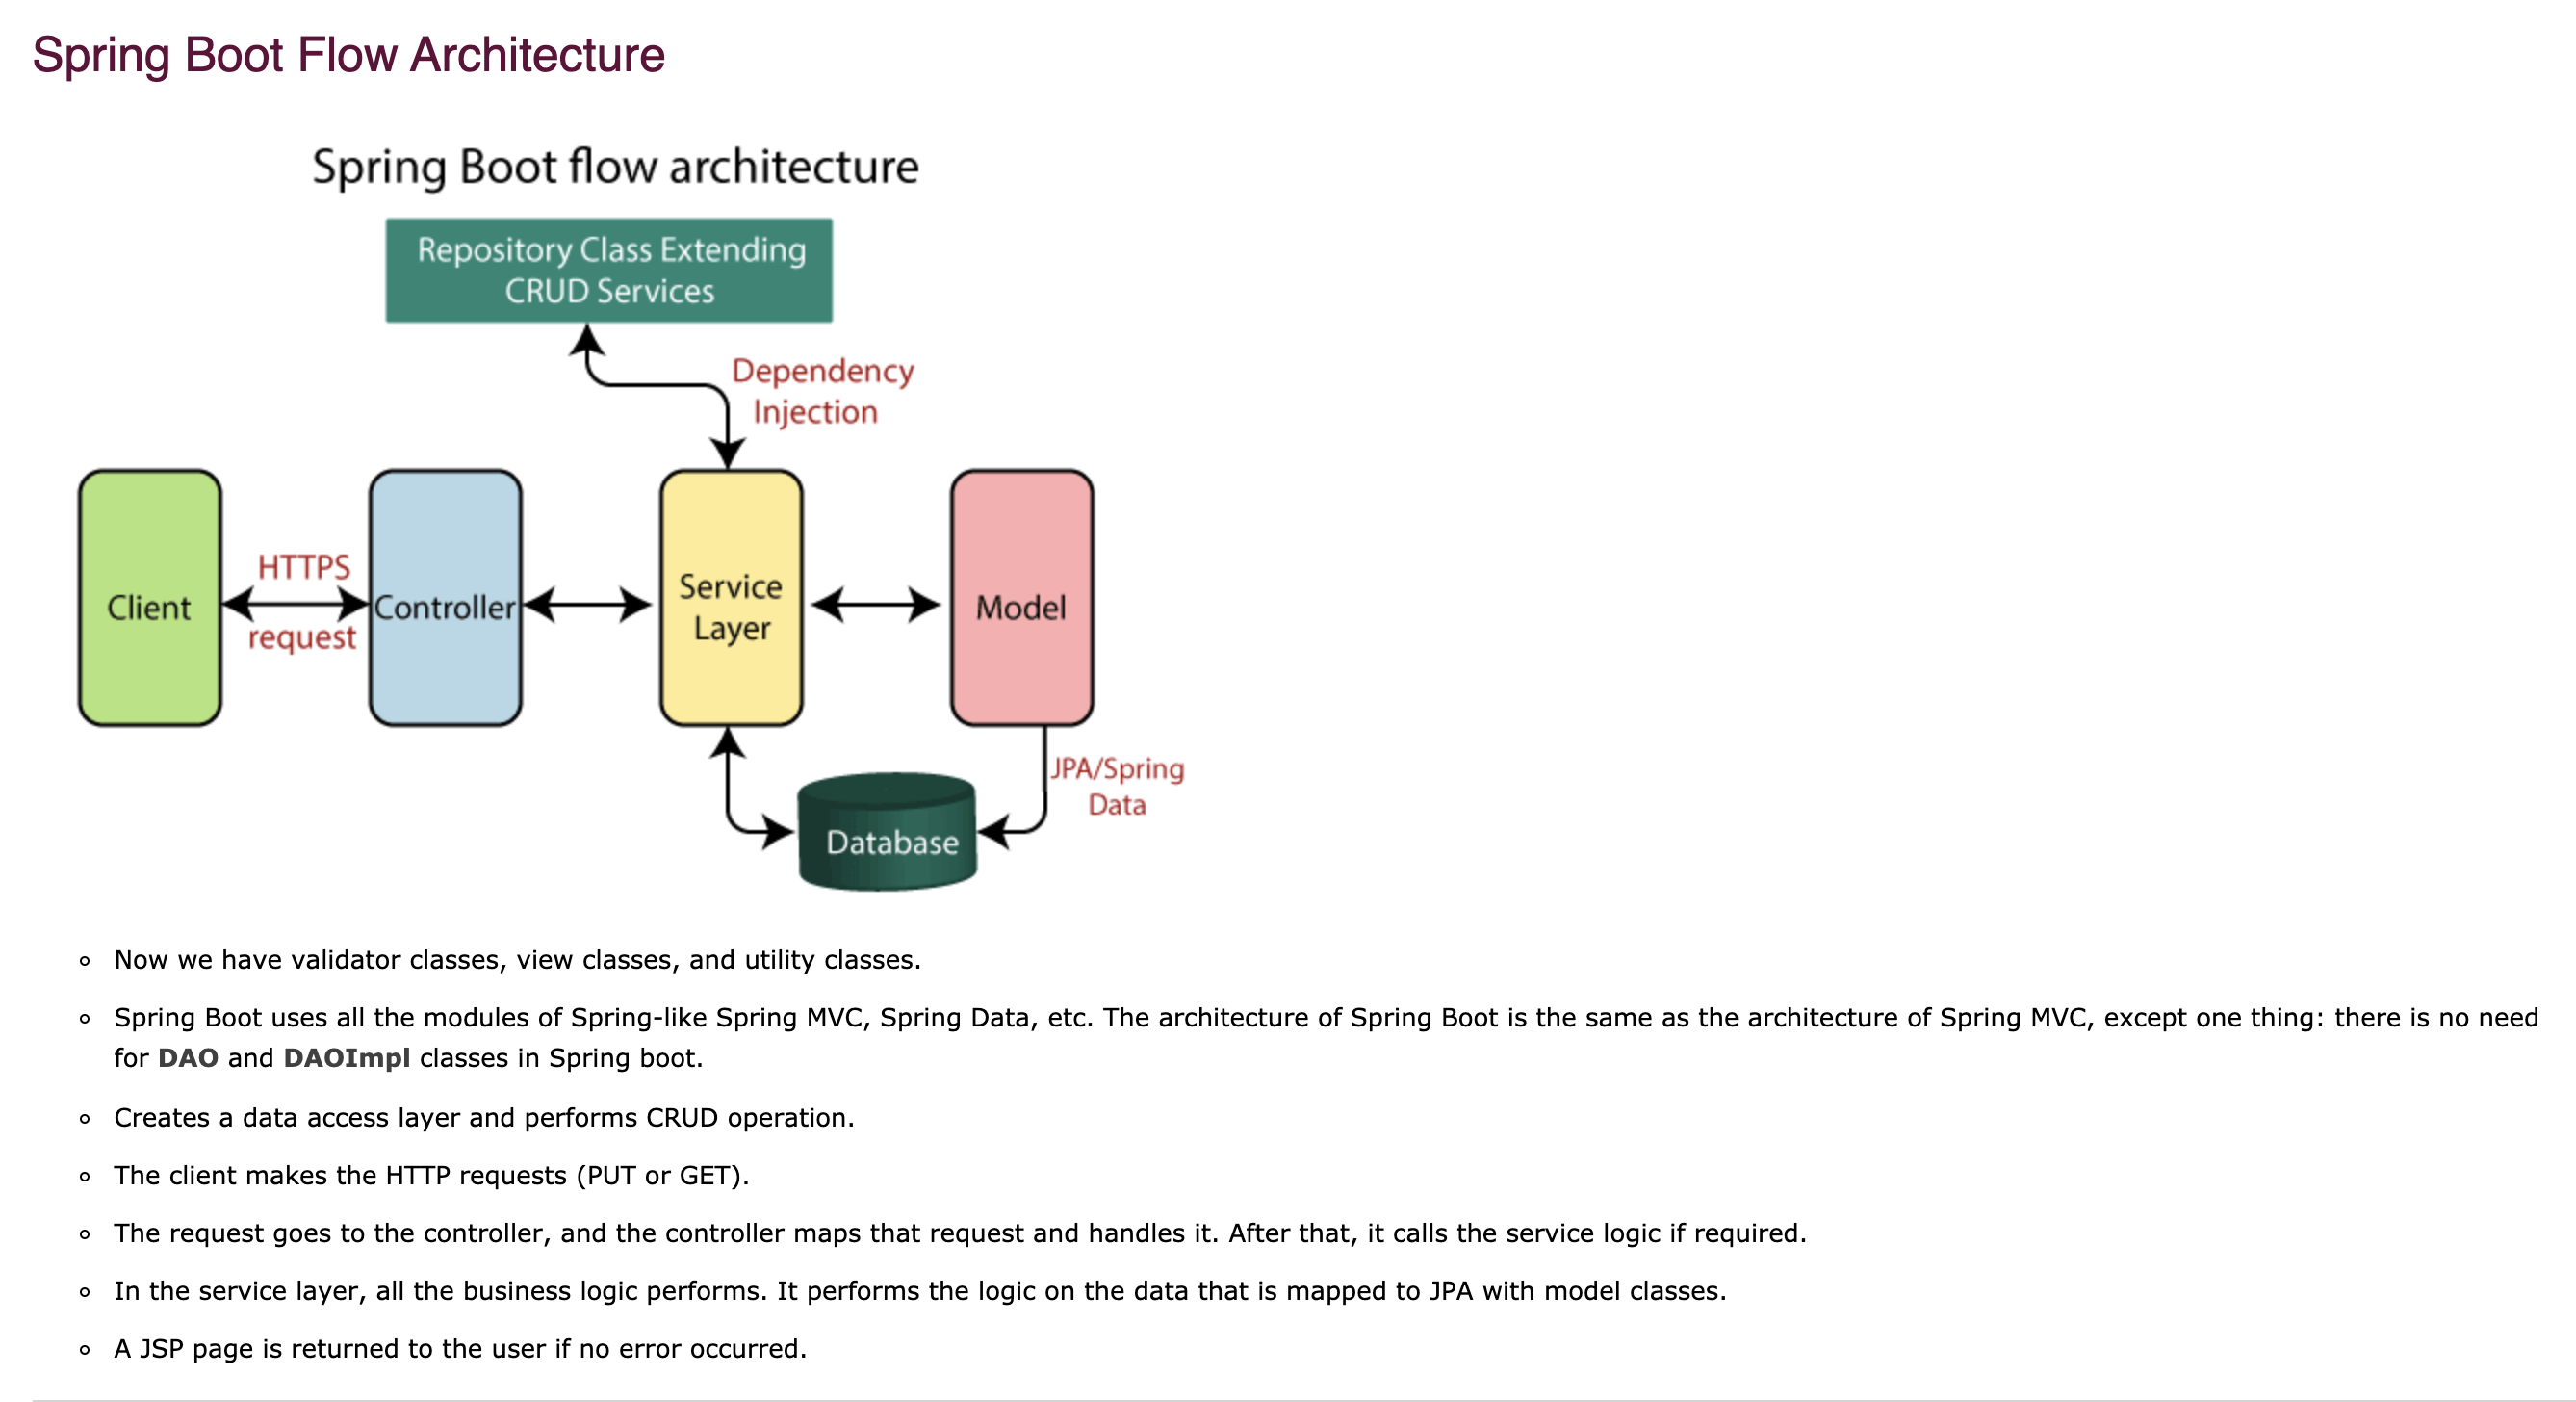 Spring Boot Flow Architecture
Spring Boot flow architecture
Repository Class Extending
CRUD Services
Dependency
Injection
Client
HTTPS
request
Controller
Service
Layer
Model
JPA/Spring
Data
Database
Now we have validator classes, view classes, and utility classes.
Spring Boot uses all the modules of Spring-like Spring MVC, Spring Data, etc. The architecture of Spring Boot is the same as the architecture of Spring MVC, except one thing: there is no need
for DAO and DAOImpl classes in Spring boot.
Creates a data access layer and performs CRUD operation.
The client makes the HTTP requests (PUT or GET).
The request goes to the controller, and the controller maps that request and handles it. After that, it calls the service logic if required.
In the service layer, all the business logic performs. It performs the logic on the data that is mapped to JPA with model classes.
A JSP page is returned to the user if no error occurred.